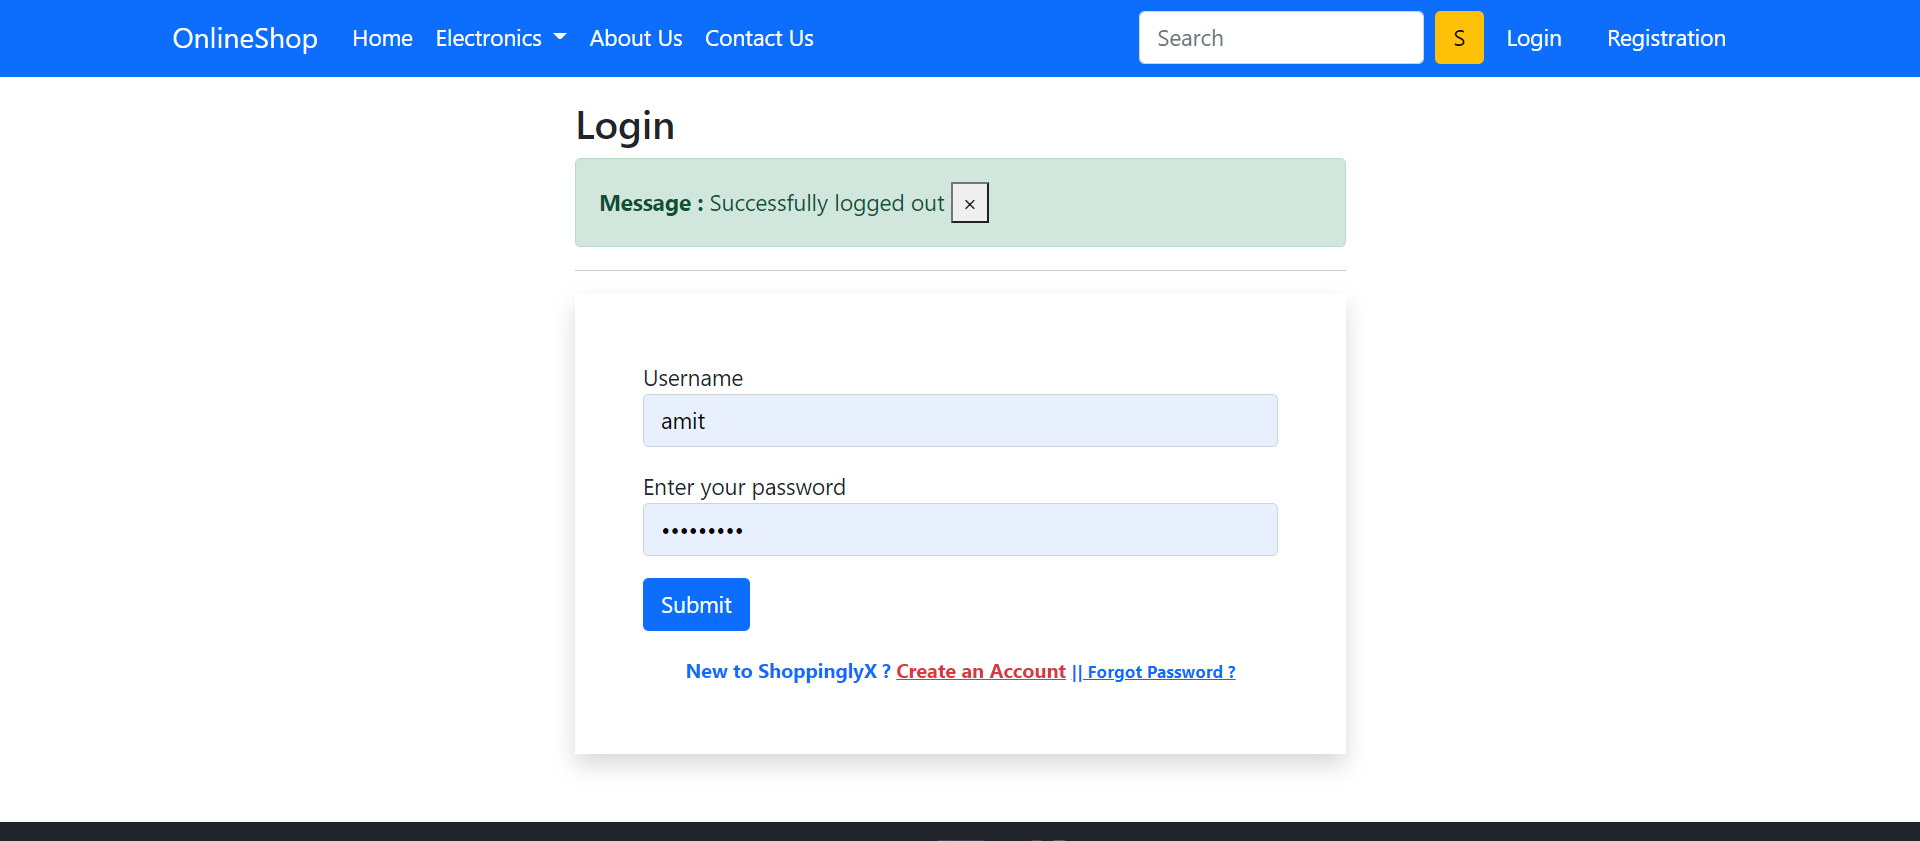 OnlineShop Home Electronics About Us Contact Us Search S Login Registration
Login
Message : Successfully logged out ×
Username
amit
Enter your password
•••••••••
Submit
New to ShoppinglyX ? Create an Account || Forgot Password ?